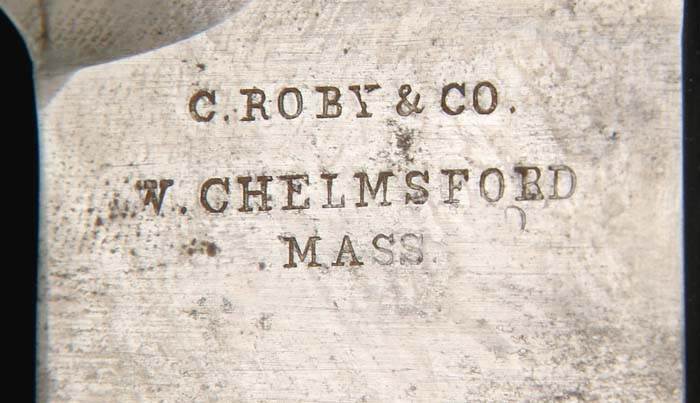 C. ROBY & CO.
W. CHELMSFORD
MASS.